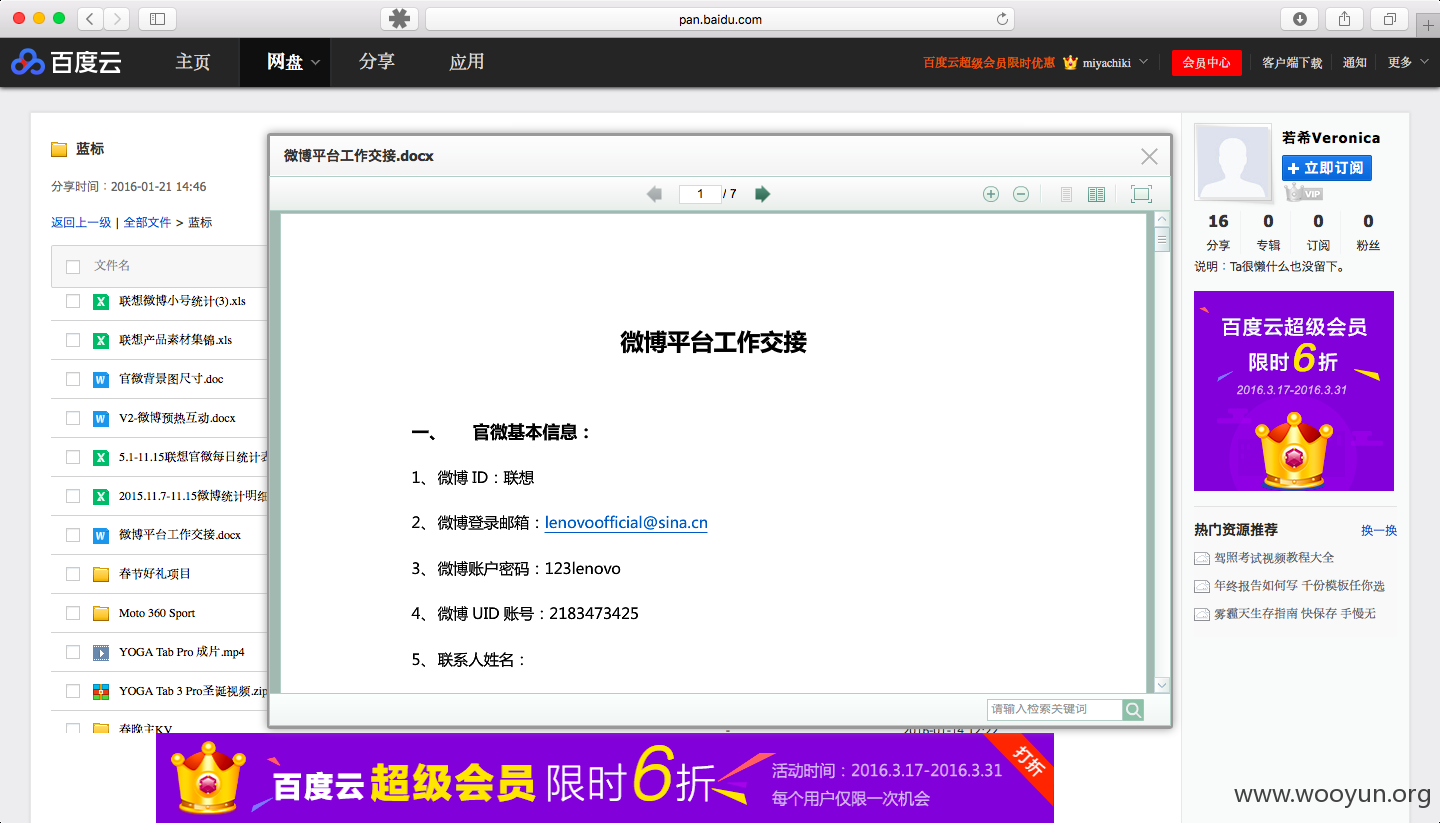 pan.baidu.com
百度云 主页 网盘 分享 应用 百度云超级会员限时优惠 miyachiki 会员中心 客户端下载 通知 更多
蓝标
分享时间：2016-01-21 14:46
返回上一级 | 全部文件 > 蓝标
文件名
联想微博小号统计(3).xls
联想产品素材集锦.xls
官微背景图尺寸.doc
V2-微博预热互动.docx
5.1-11.15联想官微每日统计
2015.11.7-11.15微博统计明细
微博平台工作交接.docx
春节好礼项目
Moto 360 Sport
YOGA Tab Pro 成片.mp4
YOGA Tab 3 Pro圣诞视频.zip
春晚主KV
微博平台工作交接.docx
1 / 7
微博平台工作交接
一、 官微基本信息：
1、微博 ID：联想
2、微博登录邮箱：lenovoofficial@sina.cn
3、微博账户密码：123lenovo
4、微博 UID 账号：2183473425
5、联系人姓名：
请输入检索关键词
若希Veronica
+ 立即订阅
VIP
16 0 0 0
分享 专辑 订阅 粉丝
说明：Ta很懒什么也没留下。
百度云超级会员
限时6折
2016.3.17-2016.3.31
热门资源推荐 换一换
驾照考试视频教程大全
年终报告如何写 千份模板任你选
雾霾天生存指南 快保存 手慢无
百度云超级会员限时6折
活动时间：2016.3.17-2016.3.31
每个用户仅限一次机会
打折
www.wooyun.org